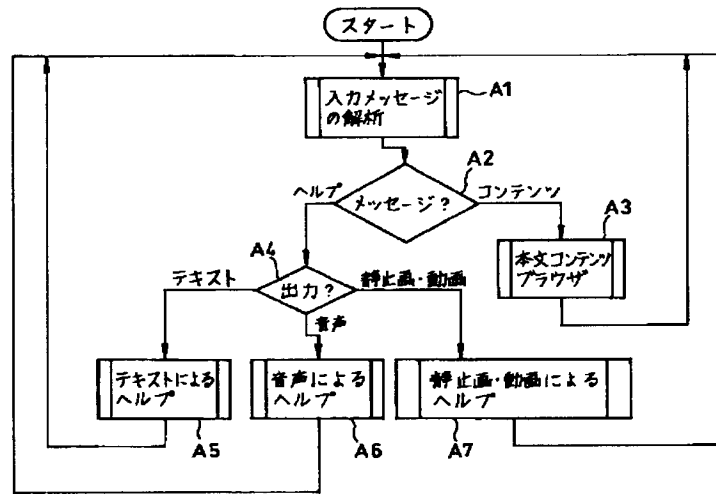 スタート
入力メッセージ
の解析
A1
メッセージ?
A2
ヘルプ
コンテンツ
本文コンテンツ
ブラウザ
A3
出力?
A4
テキスト
音声
静止画・動画
テキストによる
ヘルプ
A5
音声による
ヘルプ
A6
静止画・動画による
ヘルプ
A7